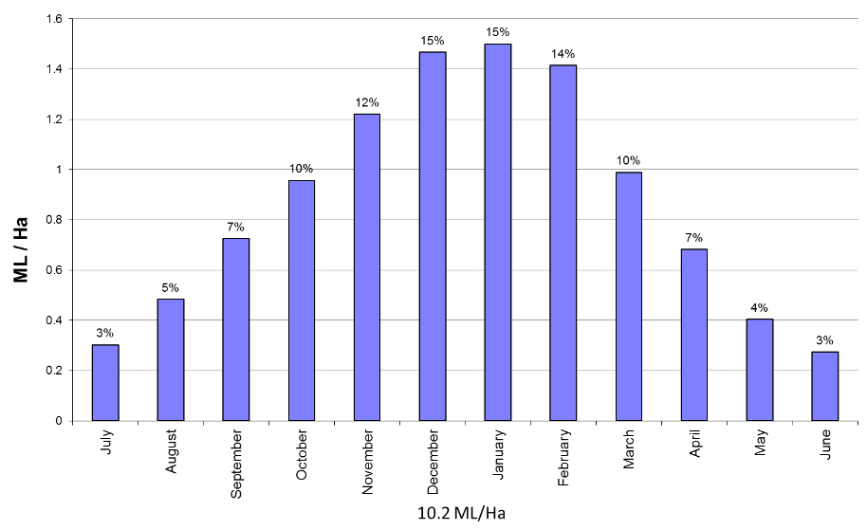 ML / Ha
1.6
1.4
1.2
1
0.8
0.6
0.4
0.2
0
3%
5%
7%
10%
12%
15%
15%
14%
10%
7%
4%
3%
July
August
September
October
November
December
January
February
March
April
May
June
10.2 ML/Ha